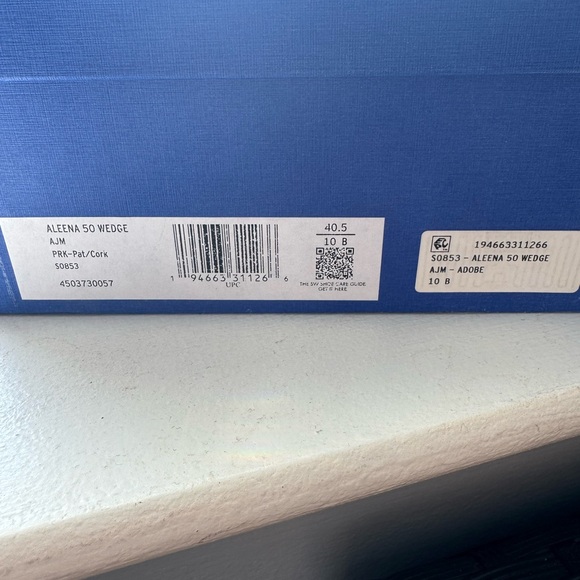 ALEENA 50 WEDGE
AJM
PRK-Pat/Cork
S0853
4503730057
1 94663 31126 6
UPC
40.5
10 B
THE SW SHOE CARE GUIDE
GET IT HERE
194663311266
S0853 - ALEENA 50 WEDGE
AJM - ADOBE
10 B